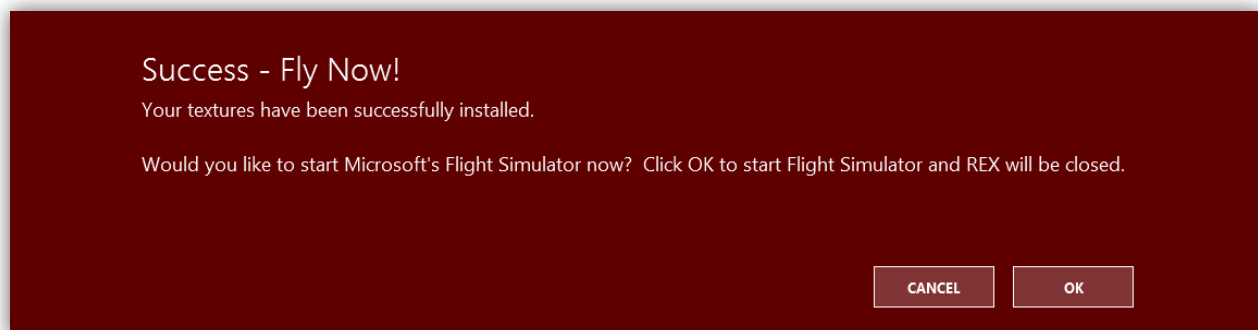 Success - Fly Now!
Your textures have been successfully installed.
Would you like to start Microsoft's Flight Simulator now?  Click OK to start Flight Simulator and REX will be closed.
CANCEL
OK